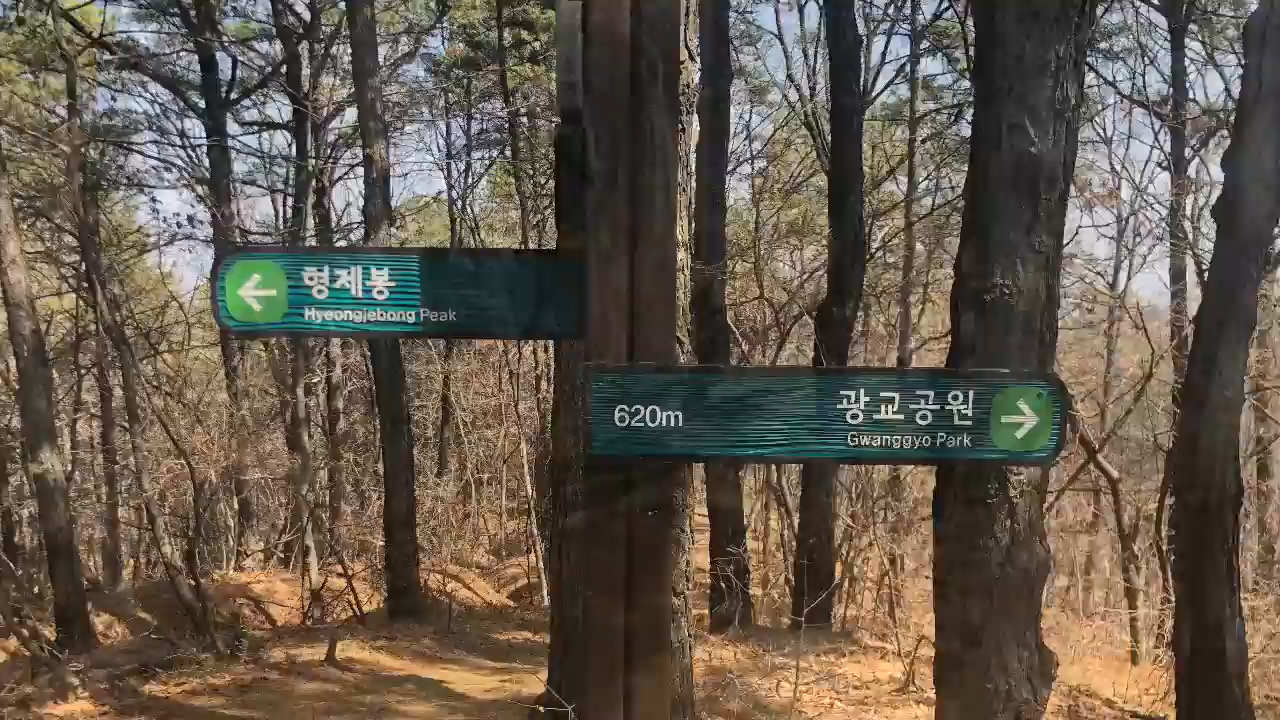 형제봉
Hyeongjebong Peak
620m
광교공원
Gwanggyo Park